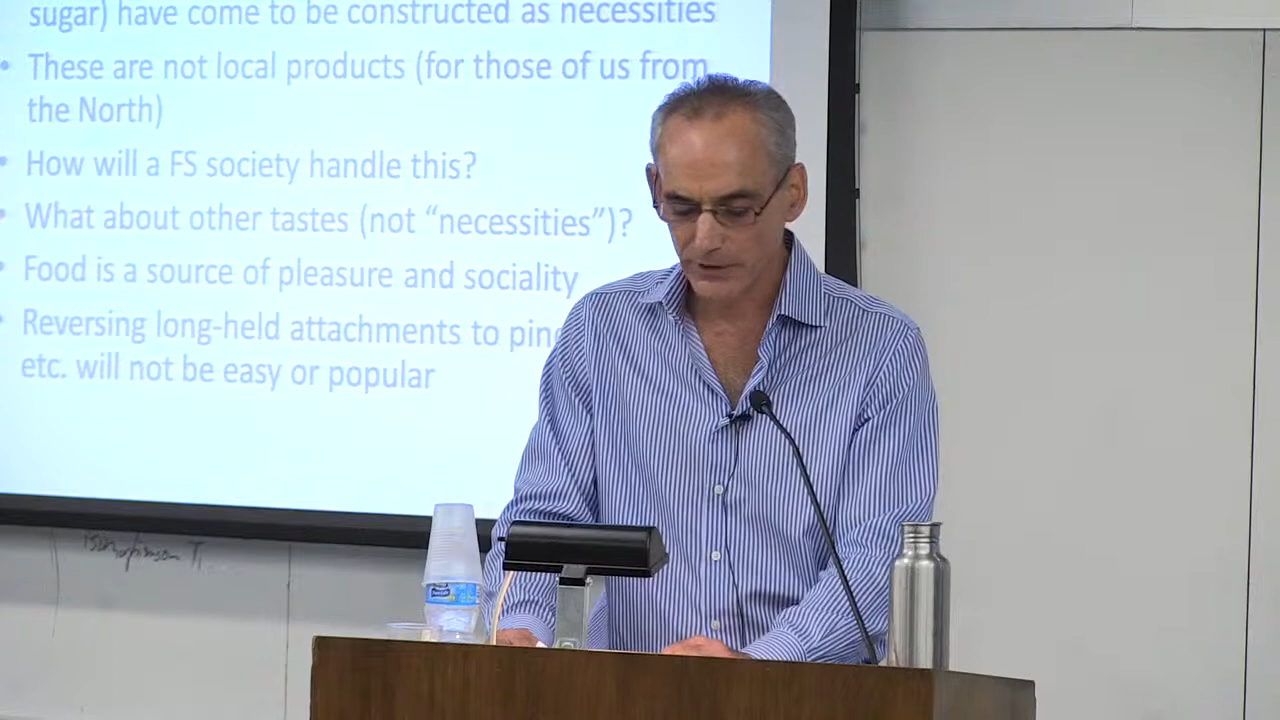 sugar) have come to be constructed as necessities
• These are not local products (for those of us from
the North)
• How will a FS society handle this?
• What about other tastes (not “necessities”)?
• Food is a source of pleasure and sociality
• Reversing long-held attachments to
etc. will not be easy or popular